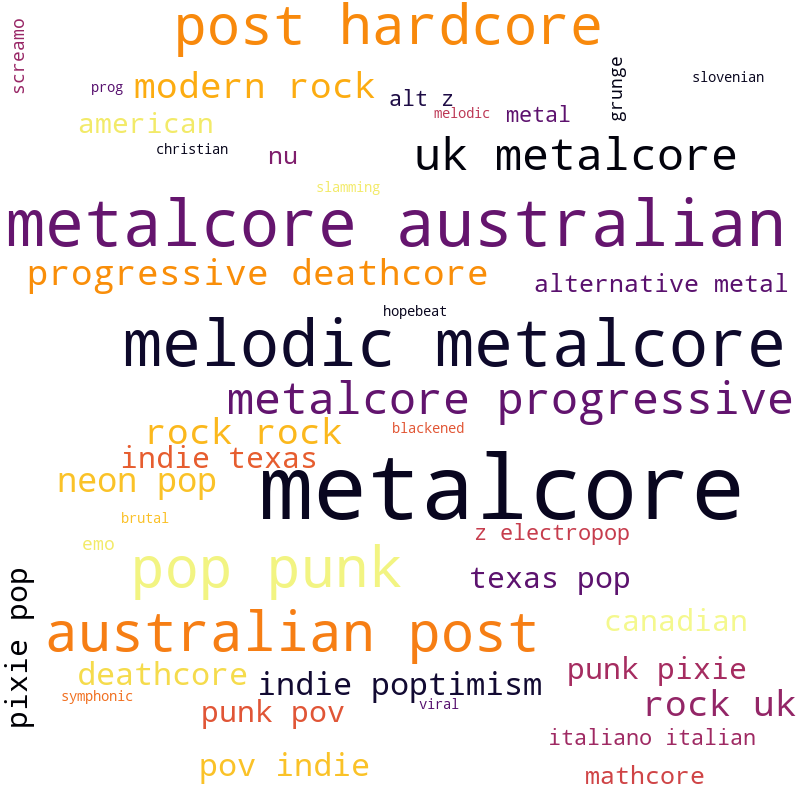 post hardcore
screamo
grunge
slovenian
prog
modern rock
alt z
melodic
metal
american
christian
nu
uk metalcore
slamming
metalcore australian
progressive deathcore
alternative metal
hopebeat
melodic metalcore
metalcore progressive
rock rock
blackened
indie texas
neon pop
metalcore
brutal
z electropop
emo
pop punk
texas pop
pixie pop
australian post
canadian
deathcore
punk pixie
indie poptimism
symphonic
viral
rock uk
punk pov
italiano italian
pov indie
mathcore